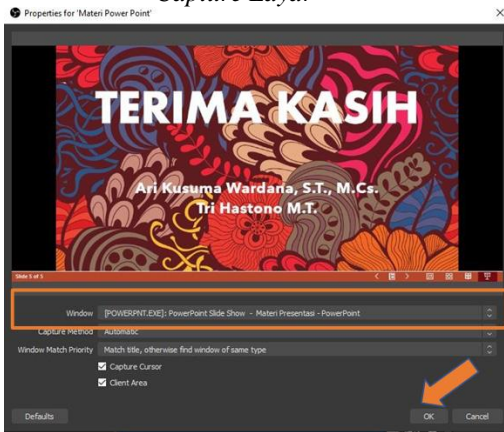 Capture Layar
Properties for 'Materi Power Point'
TERIMA KASIH
Ari Kusuma Wardana, S.T., M.Cs.
Tri Hastono M.T.
Slide 5 of 5
Window [POWERPNT.EXE]: PowerPoint Slide Show - Materi Presentasi - PowerPoint
Capture Method Automatic
Window Match Priority Match title, otherwise find window of same type
Capture Cursor
Client Area
Defaults OK Cancel